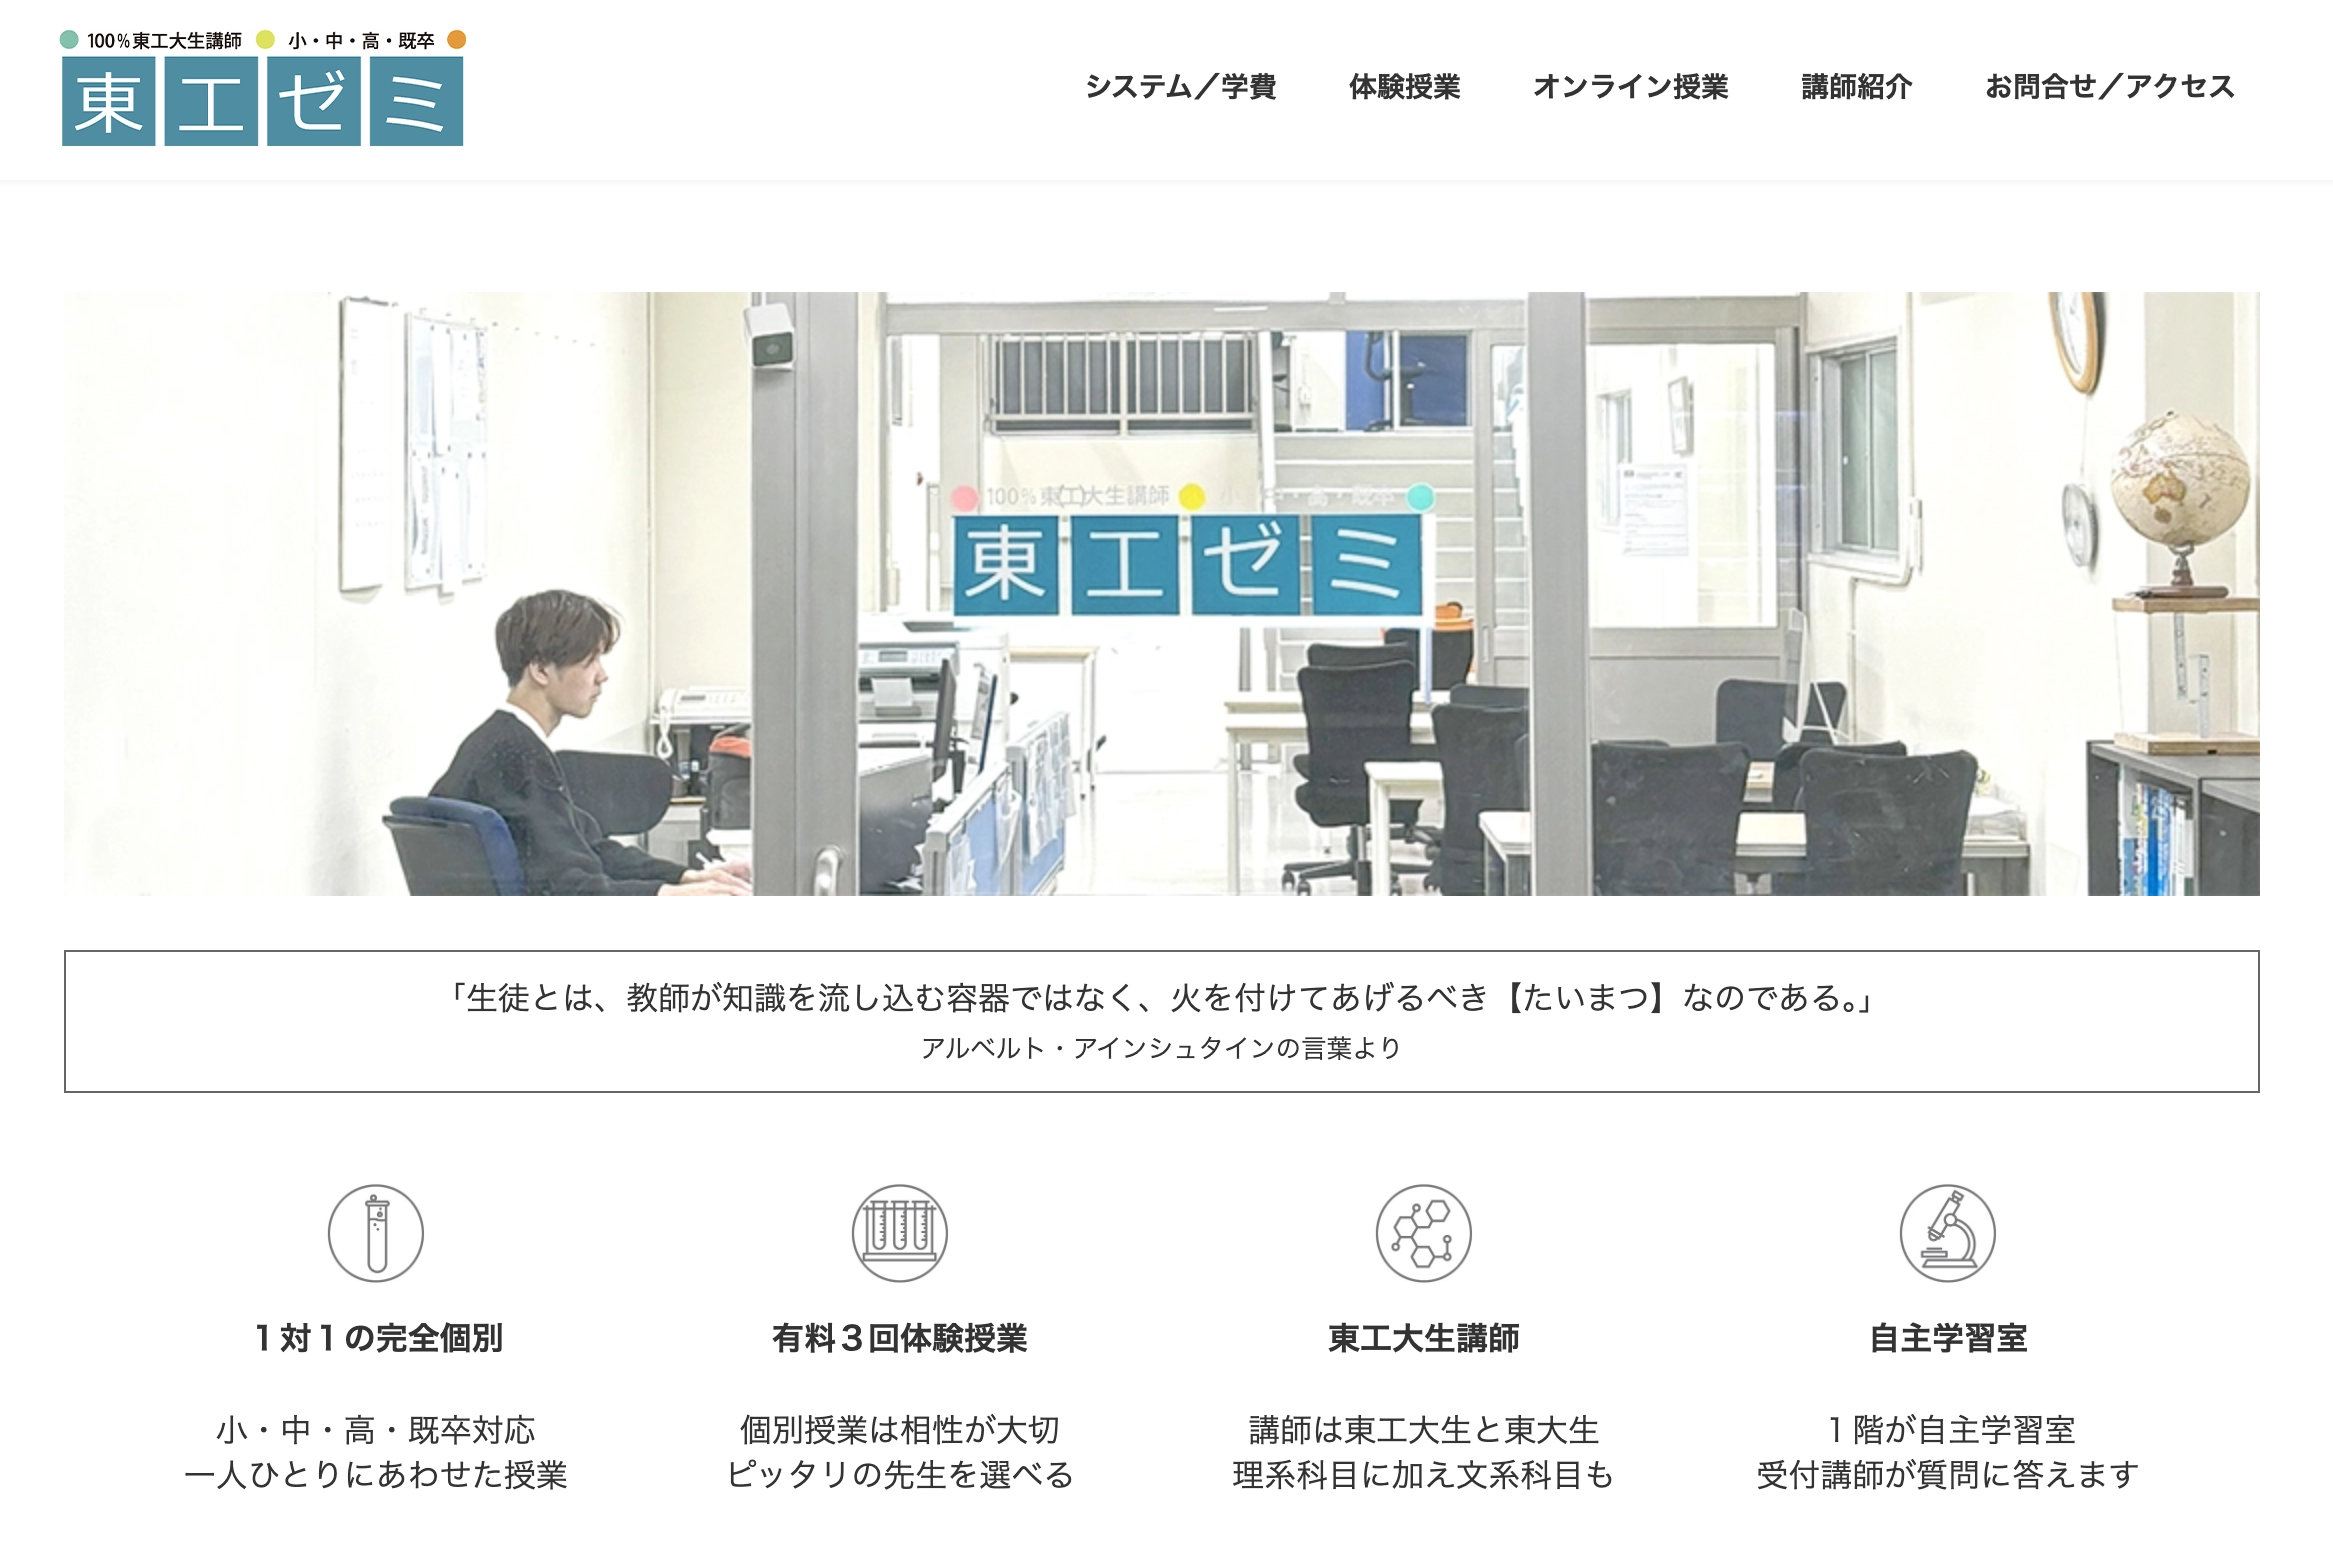 100%東工大生講師 小・中・高・既卒
東工ゼミ
システム／学費 体験授業 オンライン授業 講師紹介 お問合せ／アクセス
100%東工大生講師 小・中・高・既卒
東工ゼミ
「生徒とは、教師が知識を流し込む容器ではなく、火を付けてあげるべき【たいまつ】なのである。」
アルベルト・アインシュタインの言葉より
１対１の完全個別
小・中・高・既卒対応
一人ひとりにあわせた授業
有料３回体験授業
個別授業は相性が大切
ピッタリの先生を選べる
東工大生講師
講師は東工大生と東大生
理系科目に加え文系科目も
自主学習室
１階が自主学習室
受付講師が質問に答えます